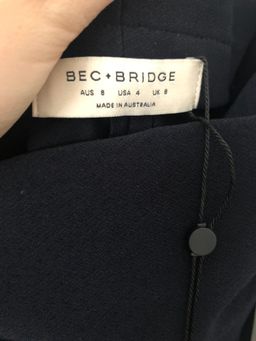 BEC + BRIDGE
AUS 8 USA 4 UK 8
MADE IN AUSTRALIA